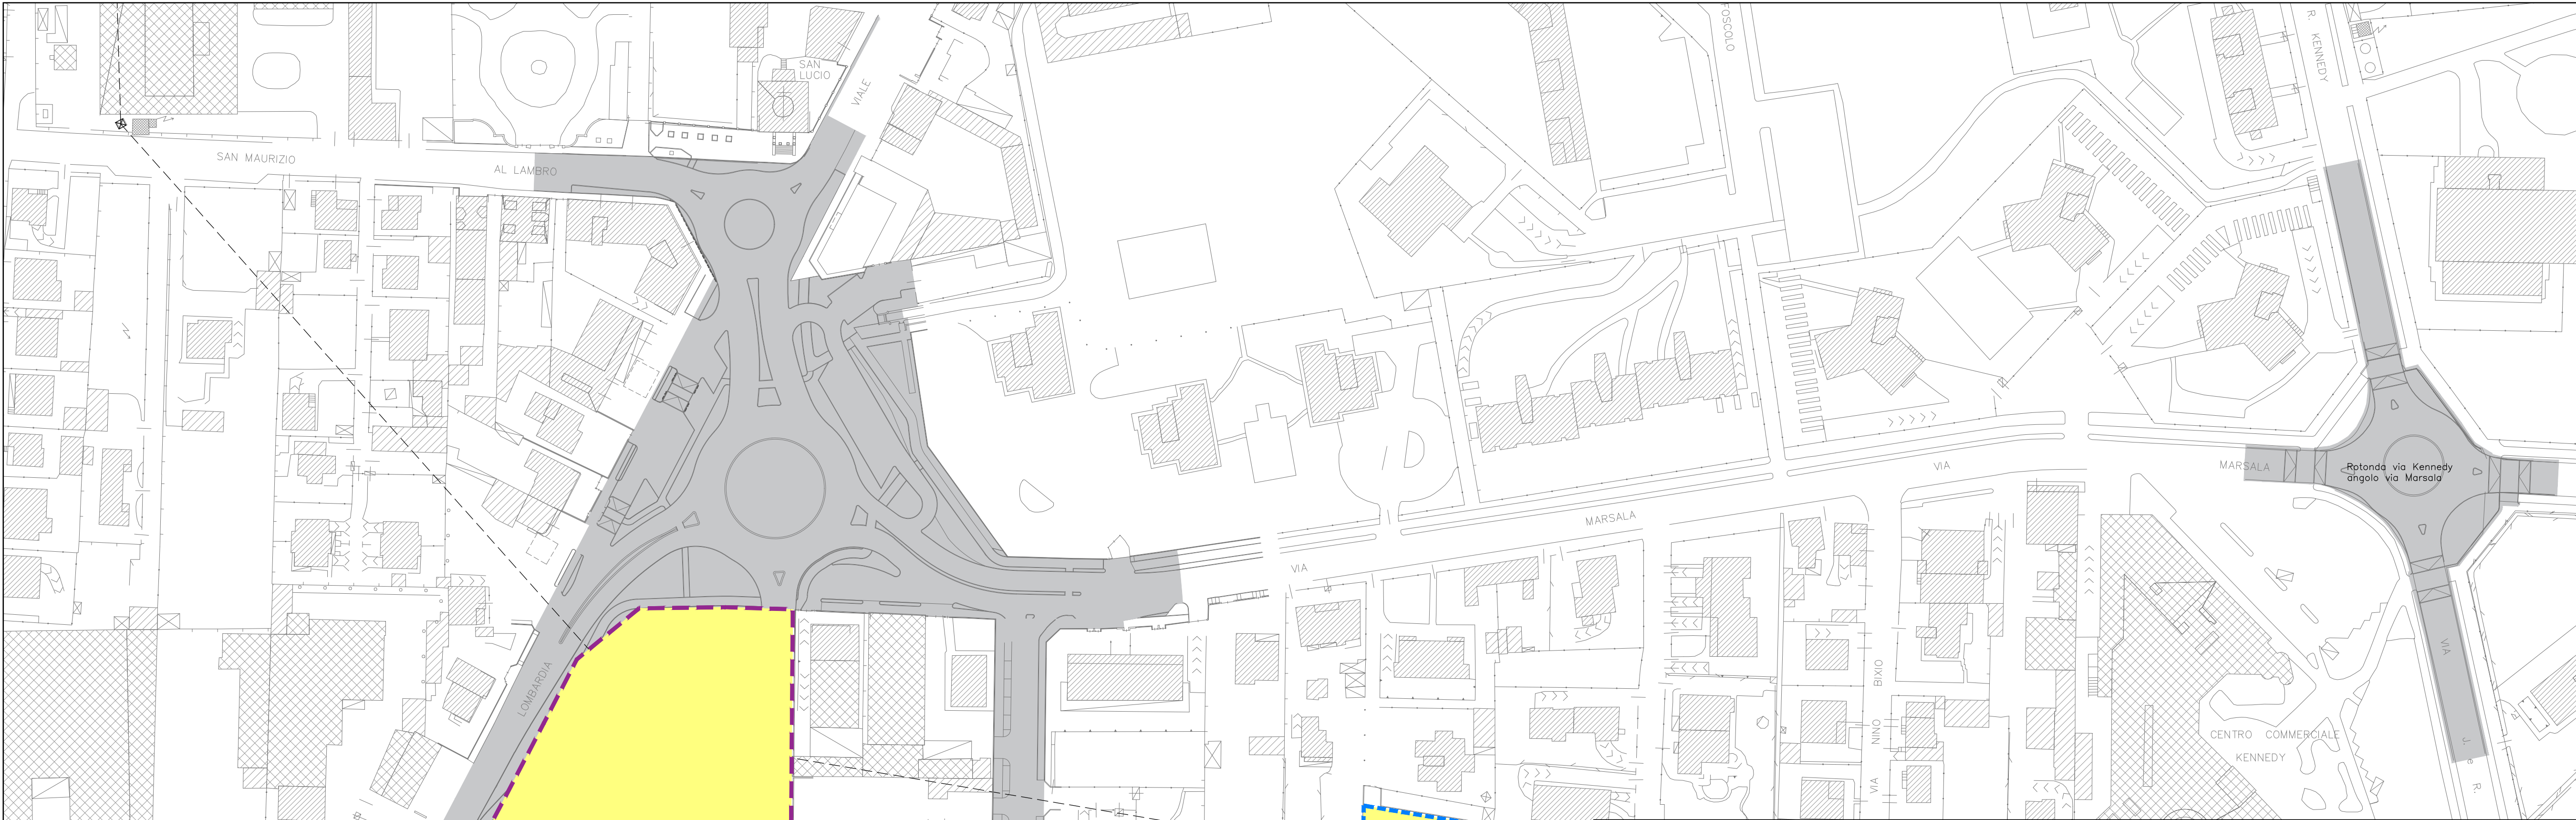 SAN
LUCIO
VIALE
FOSCOLO
R. KENNEDY
SAN MAURIZIO
AL LAMBRO
VIA
MARSALA
MARSALA
Rotonda via Kennedy
angolo via Marsala
VIA
LOMBARDIA
VIA NINO BIXIO
CENTRO COMMERCIALE
KENNEDY
VIA
J. e R.